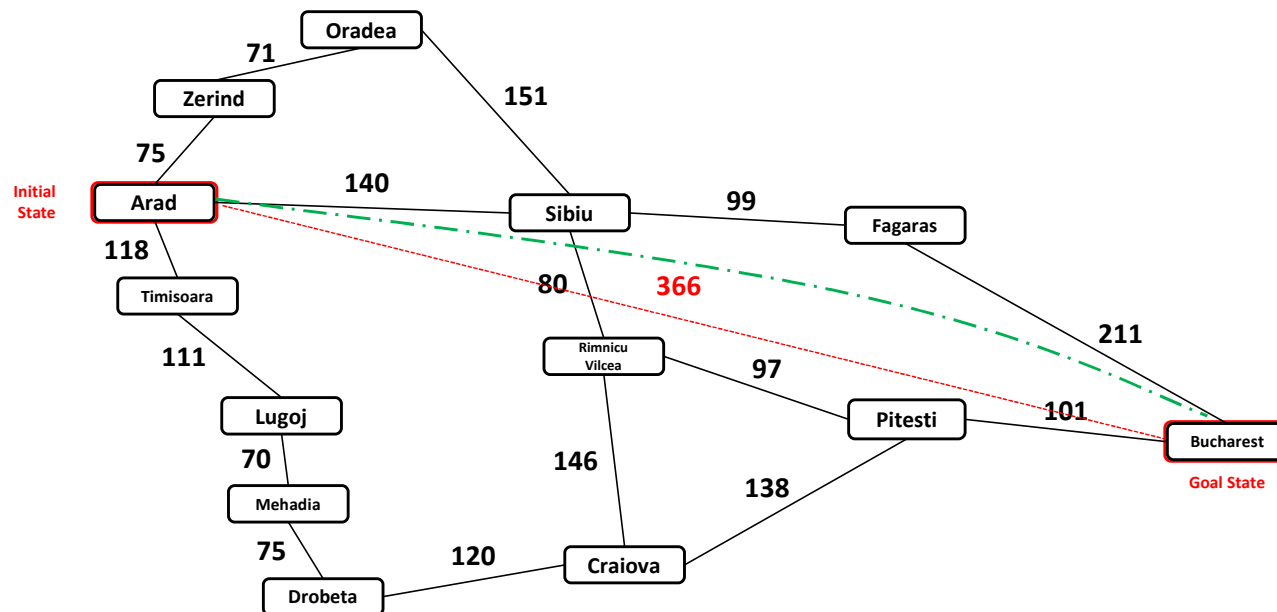 Oradea
71
Zerind
151
75
Initial
State
Arad
140
Sibiu
99
Fagaras
118
Timisoara
80
366
111
211
Rimnicu
Vilcea
97
Lugoj
Pitesti
101
Bucharest
70
146
138
Goal State
Mehadia
75
120
Craiova
Drobeta